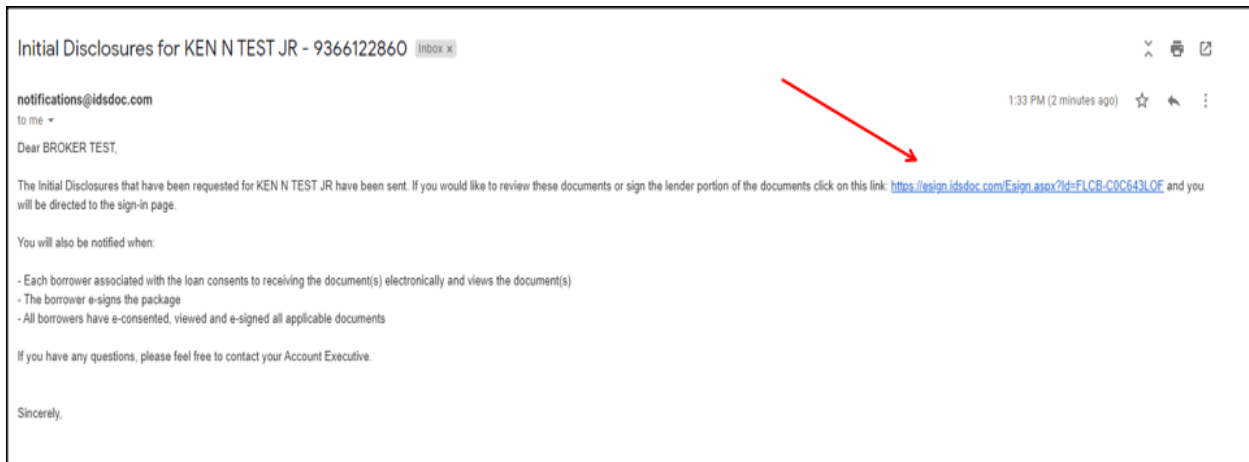 Initial Disclosures for KEN N TEST JR - 9366122860 Inbox x
notifications@idsdoc.com 1:33 PM (2 minutes ago)
to me
Dear BROKER TEST,
The Initial Disclosures that have been requested for KEN N TEST JR have been sent. If you would like to review these documents or sign the lender portion of the documents click on this link: https://esign.idsdoc.com/Esign.aspx?Id=FLCB-C0C643LOF and you
will be directed to the sign-in page.
You will also be notified when:
- Each borrower associated with the loan consents to receiving the document(s) electronically and views the document(s)
- The borrower e-signs the package
- All borrowers have e-consented, viewed and e-signed all applicable documents
If you have any questions, please feel free to contact your Account Executive.
Sincerely,